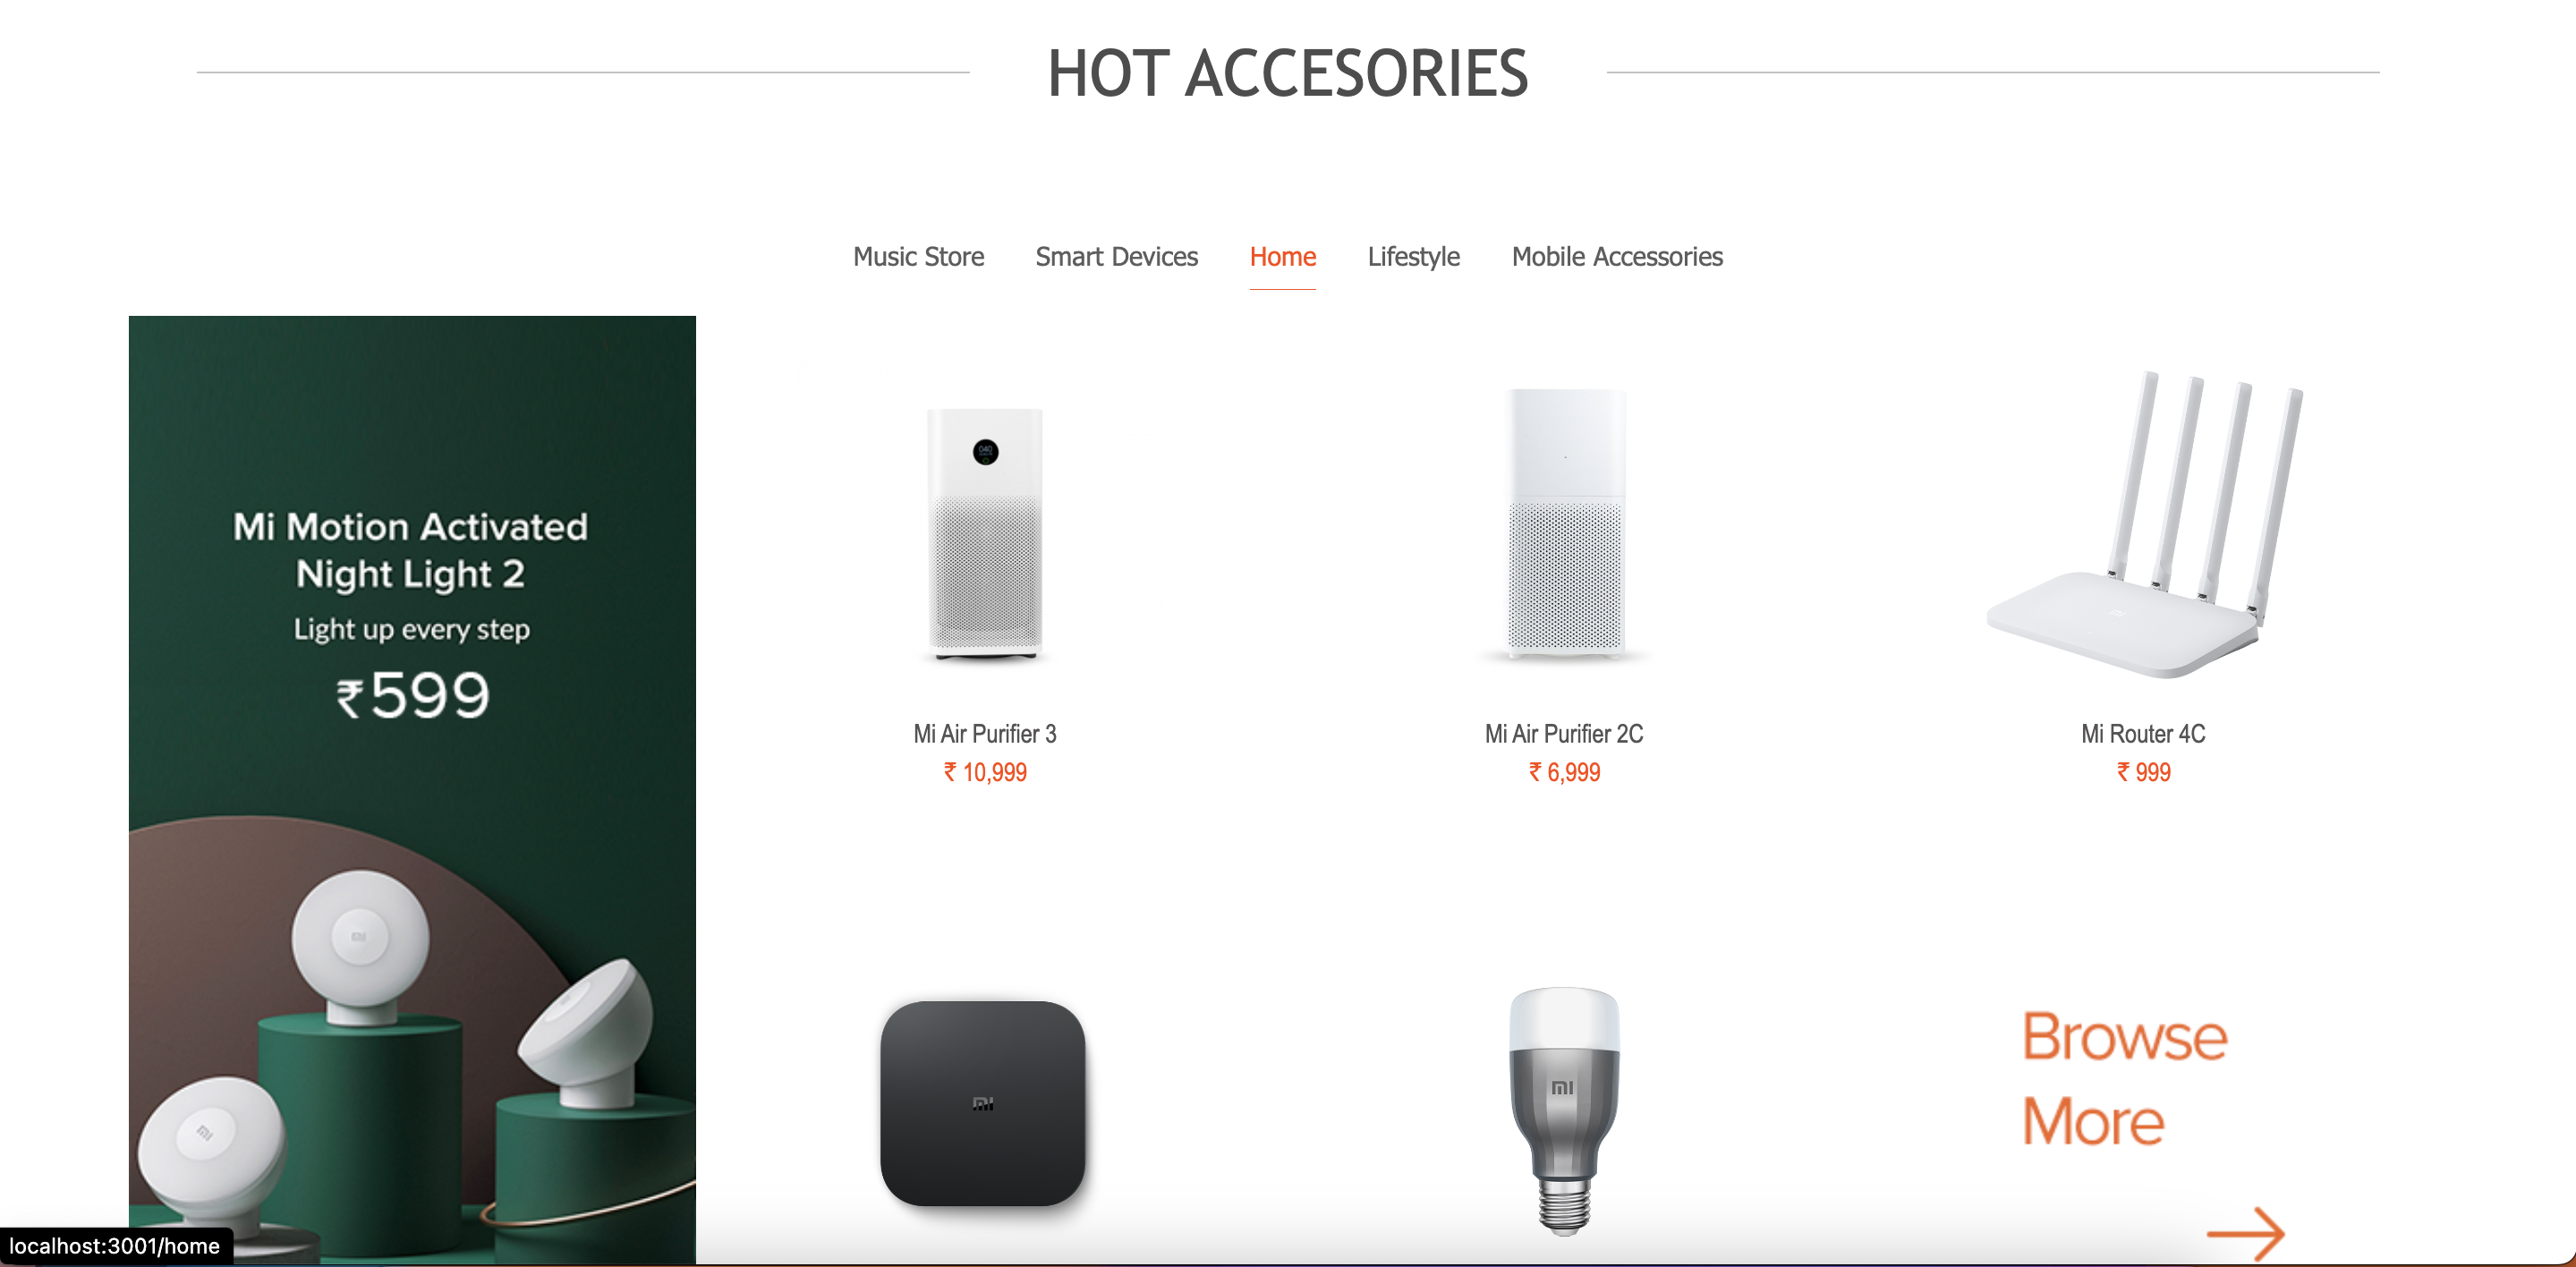 HOT ACCESORIES
Music Store Smart Devices Home Lifestyle Mobile Accessories
Mi Motion Activated
Night Light 2
Light up every step
₹599
Mi Air Purifier 3
₹ 10,999
Mi Air Purifier 2C
₹ 6,999
Mi Router 4C
₹ 999
Browse
More
localhost:3001/home